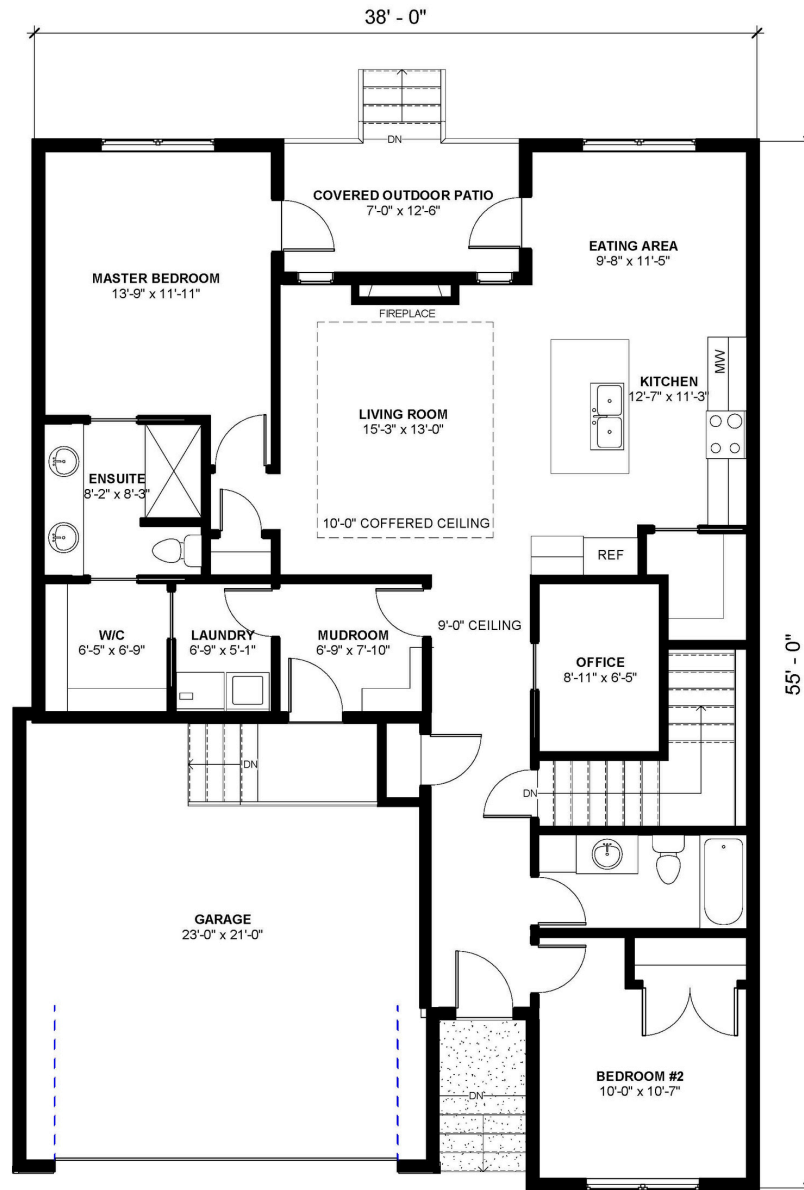 38' - 0"
DN
COVERED OUTDOOR PATIO
7'-0" x 12'-6"
EATING AREA
9'-8" x 11'-5"
MASTER BEDROOM
13'-9" x 11'-11"
FIREPLACE
MW
KITCHEN
12'-7" x 11'-3"
LIVING ROOM
15'-3" x 13'-0"
ENSUITE
8'-2" x 8'-3"
10'-0" COFFERED CEILING
REF
9'-0" CEILING
W/C
6'-5" x 6'-9"
LAUNDRY
6'-9" x 5'-1"
MUDROOM
6'-9" x 7'-10"
OFFICE
8'-11" x 6'-5"
55' - 0"
DN
DN
GARAGE
23'-0" x 21'-0"
BEDROOM #2
10'-0" x 10'-7"
DN